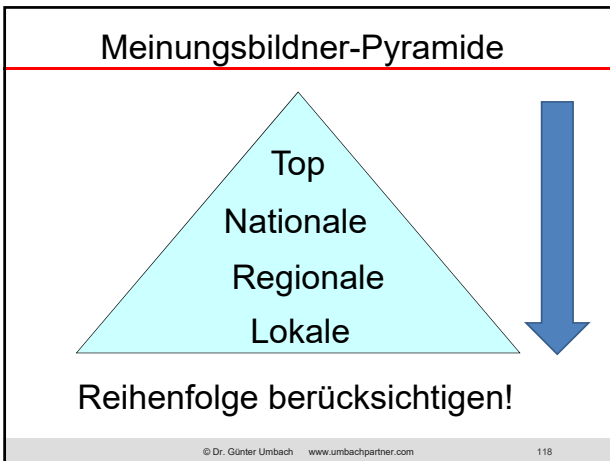 Meinungsbildner-Pyramide
Top
Nationale
Regionale
Lokale
Reihenfolge berücksichtigen!
© Dr. Günter Umbach www.umbachpartner.com 118